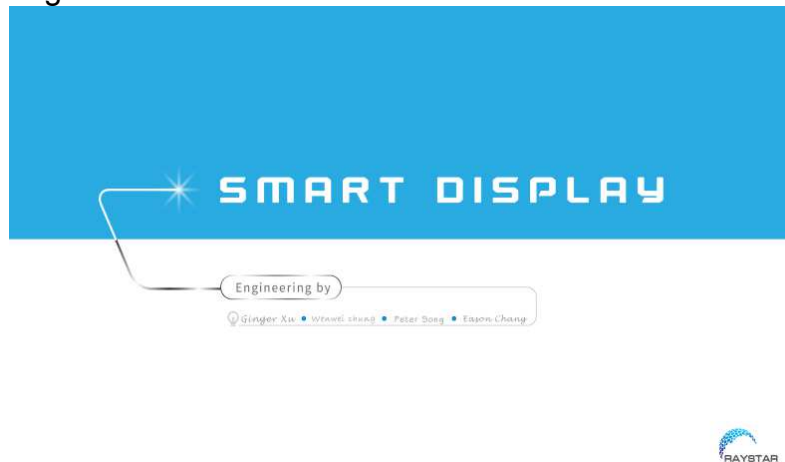 SMART DISPLAY
Engineering by
Ginger Xu • Wenwei chung • Peter Song • Eason Chang
RAYSTAR